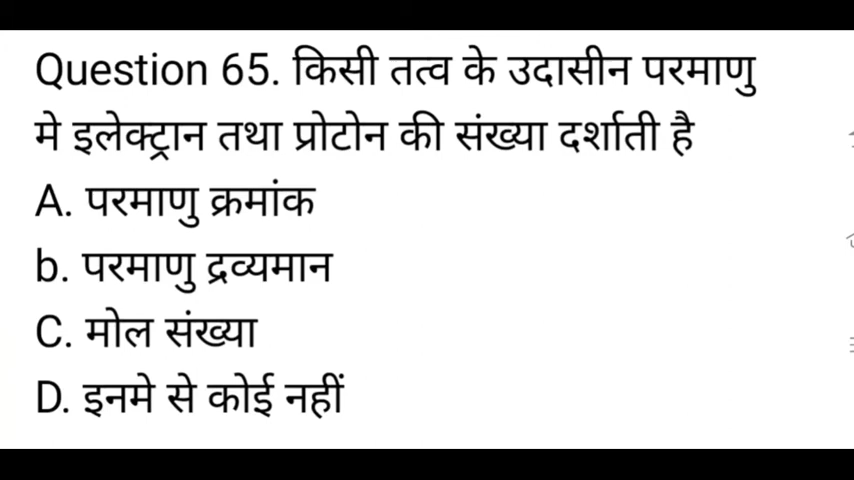 Question 65. किसी तत्व के उदासीन परमाणु
मे इलेक्ट्रान तथा प्रोटोन की संख्या दर्शाती है
A. परमाणु क्रमांक
b. परमाणु द्रव्यमान
C. मोल संख्या
D. इनमे से कोई नहीं